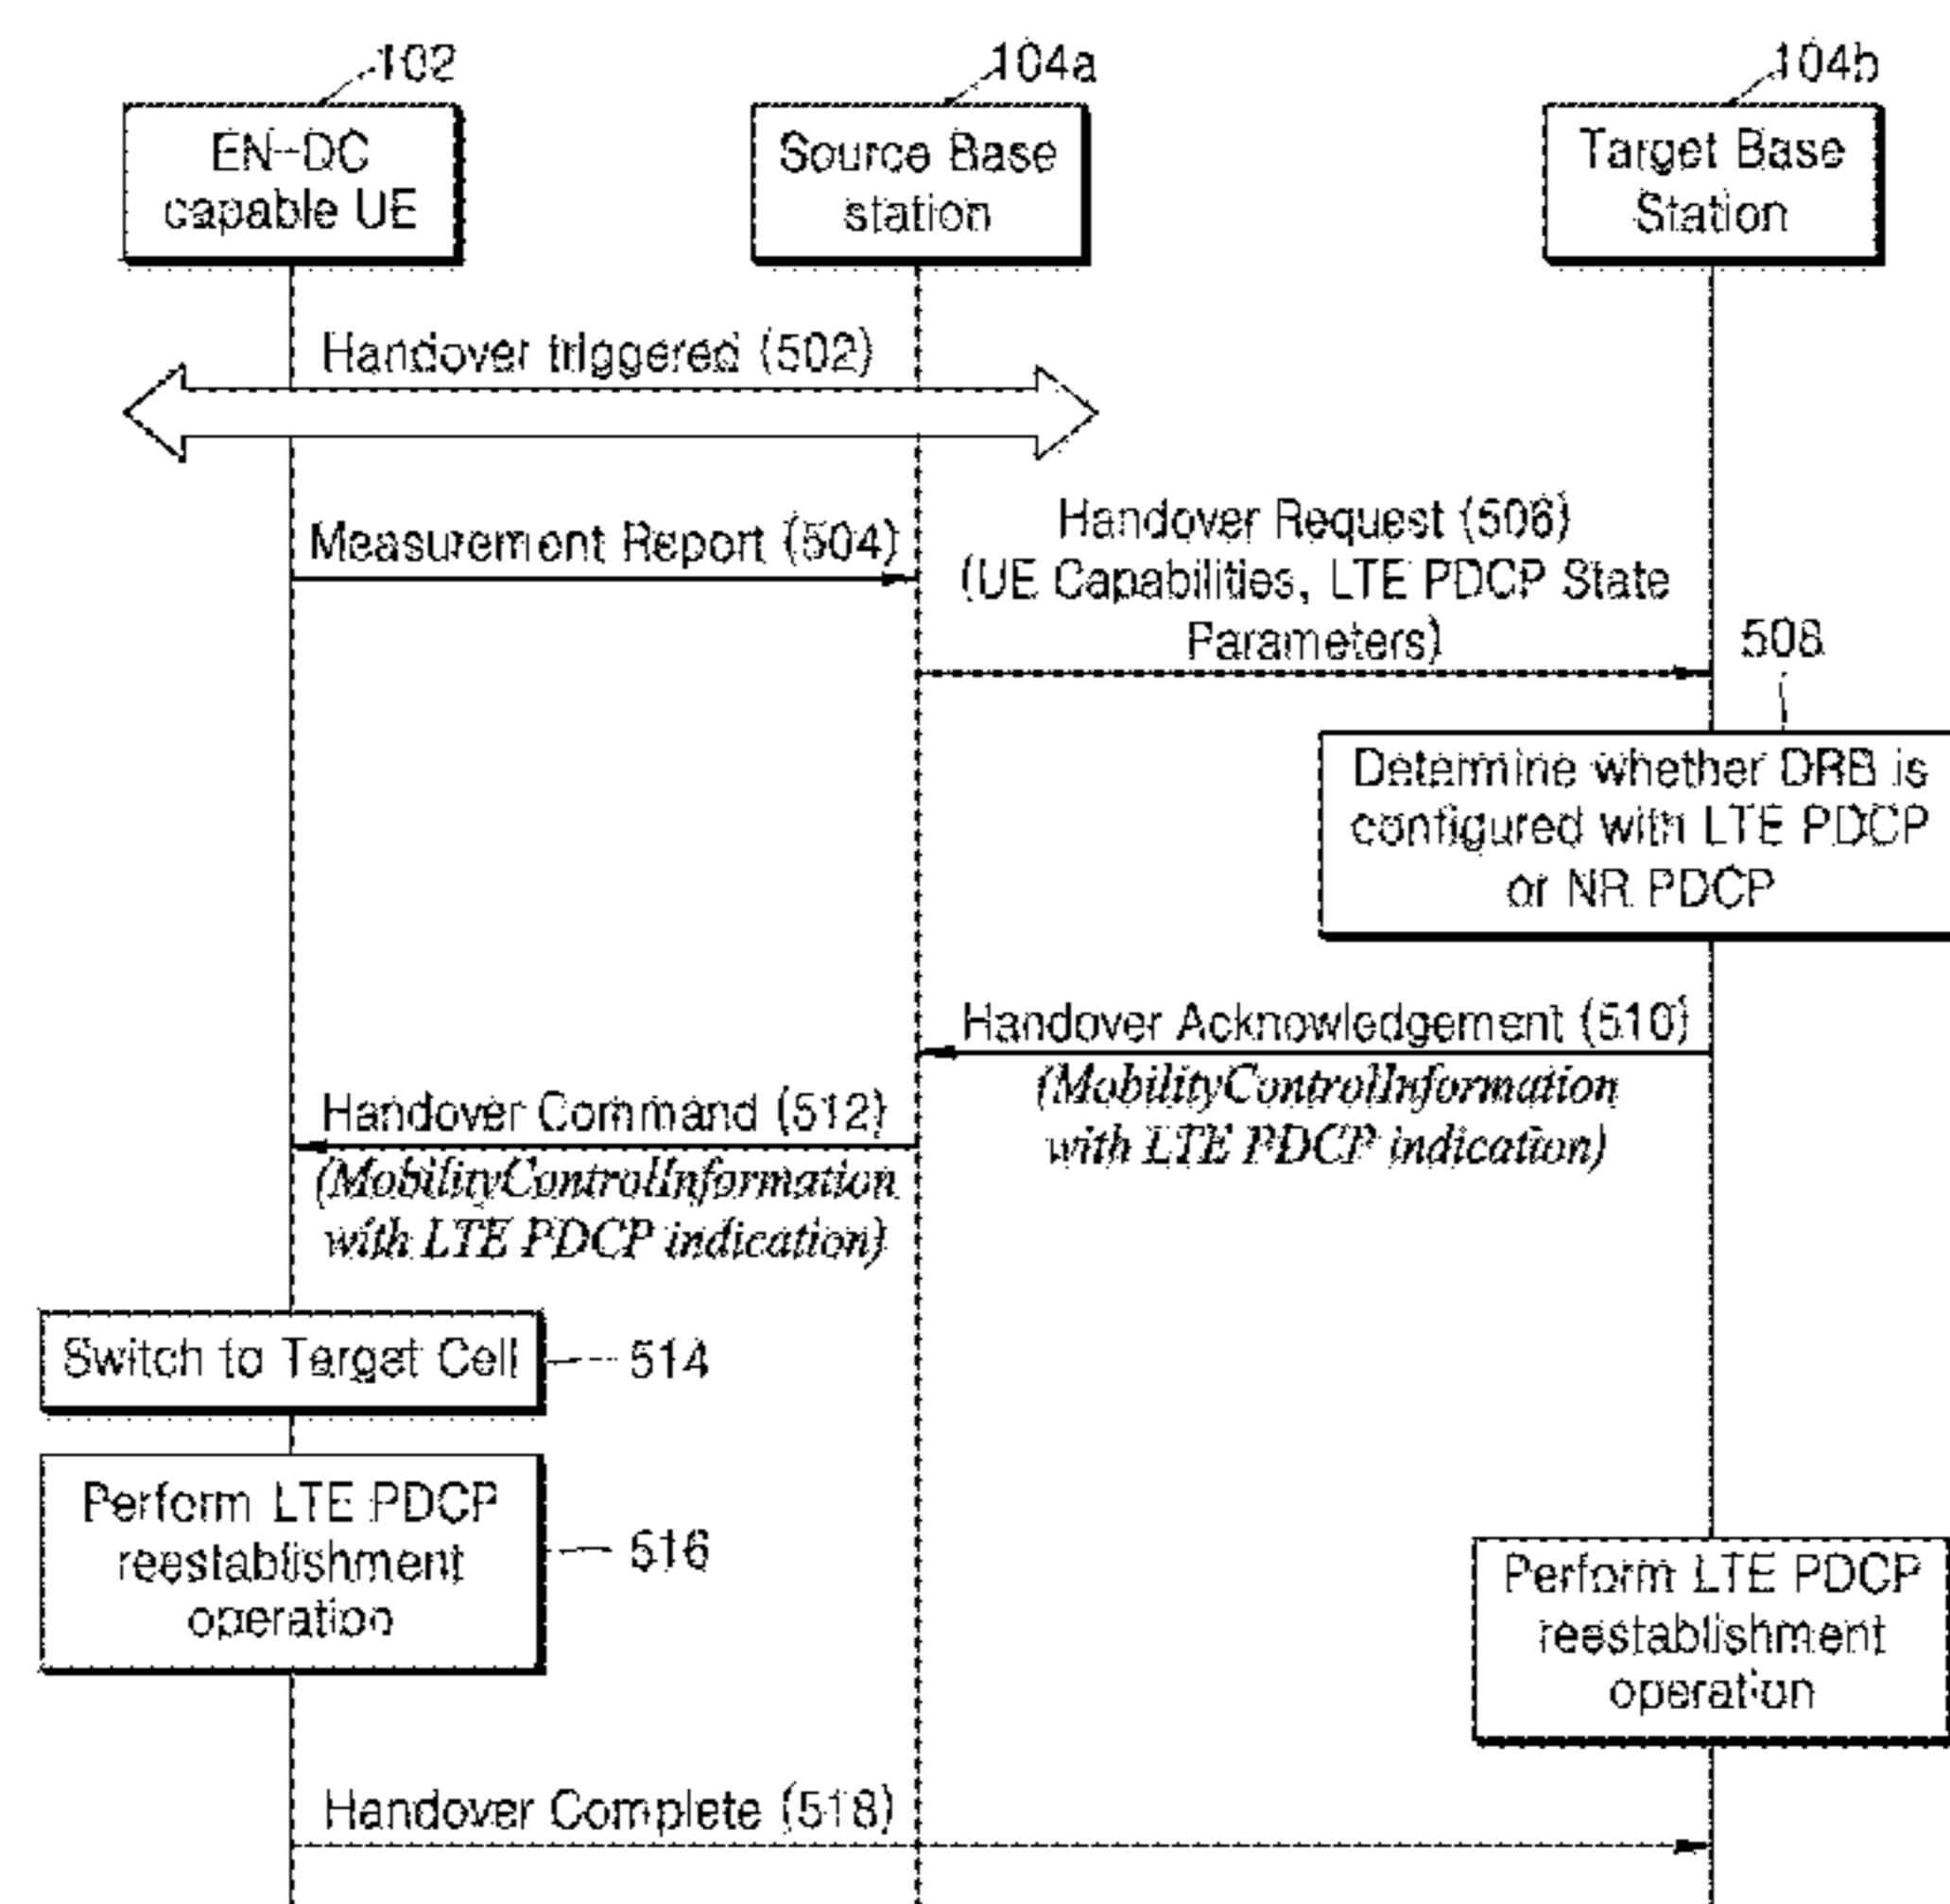 102
104a
104b
EN-DC
capable UE
Source Base
station
Target Base
Station
Handover triggered (502)
Measurement Report (504)
Handover Request (506)
(UE Capabilities, LTE PDCP State
Parameters)
508
Determine whether DRB is
configured with LTE PDCP
or NR PDCP
Handover Acknowledgement (510)
(MobilityControlInformation
with LTE PDCP indication)
Handover Command (512)
(MobilityControlInformation
with LTE PDCP indication)
Switch to Target Cell
514
Perform LTE PDCP
reestablishment
operation
516
Perform LTE PDCP
reestablishment
operation
Handover Complete (518)